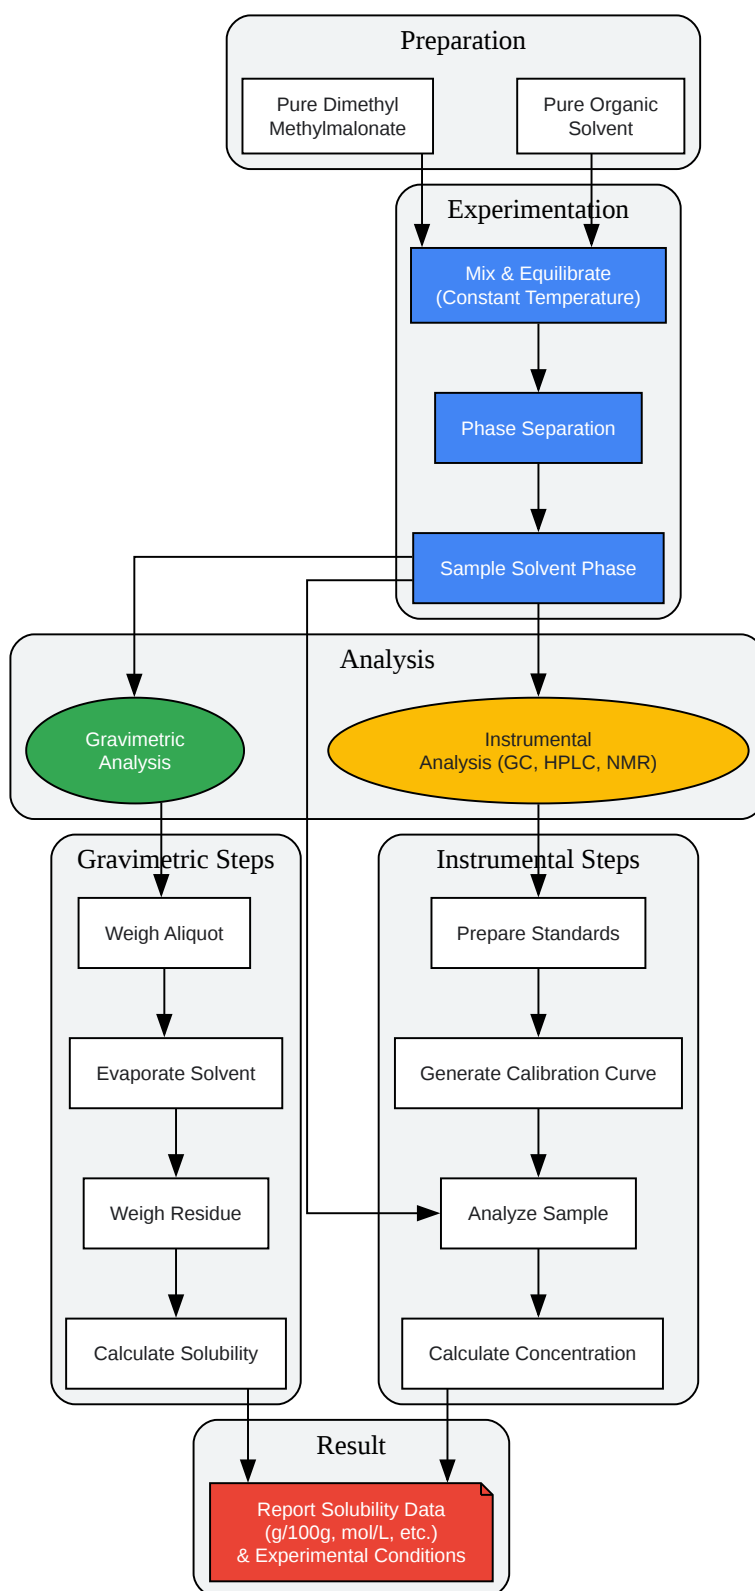 Preparation
Pure Dimethyl
Methylmalonate
Pure Organic
Solvent
Experimentation
Mix & Equilibrate
(Constant Temperature)
Phase Separation
Sample Solvent Phase
Analysis
Gravimetric
Analysis
Instrumental
Analysis (GC, HPLC, NMR)
Gravimetric Steps
Weigh Aliquot
Evaporate Solvent
Weigh Residue
Calculate Solubility
Instrumental Steps
Prepare Standards
Generate Calibration Curve
Analyze Sample
Calculate Concentration
Result
Report Solubility Data
(g/100g, mol/L, etc.)
& Experimental Conditions